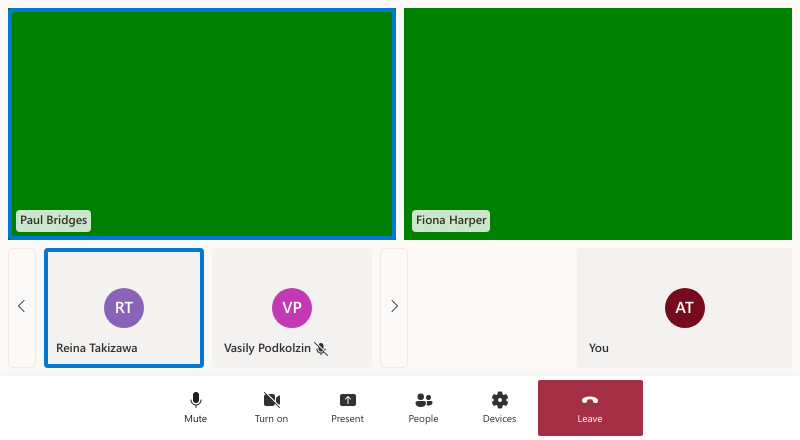 Paul Bridges
Fiona Harper
RT
Reina Takizawa
VP
Vasily Podkolzin
AT
You
Mute
Turn on
Present
People
Devices
Leave